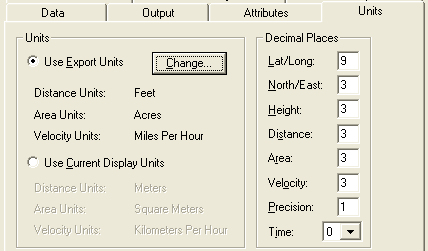 Data Output Attributes Units
Units
Use Export Units Change...
Distance Units: Feet
Area Units: Acres
Velocity Units: Miles Per Hour
Use Current Display Units
Distance Units: Meters
Area Units: Square Meters
Velocity Units: Kilometers Per Hour
Decimal Places
Lat/Long: 9
North/East: 3
Height: 3
Distance: 3
Area: 3
Velocity: 3
Precision: 1
Time: 0